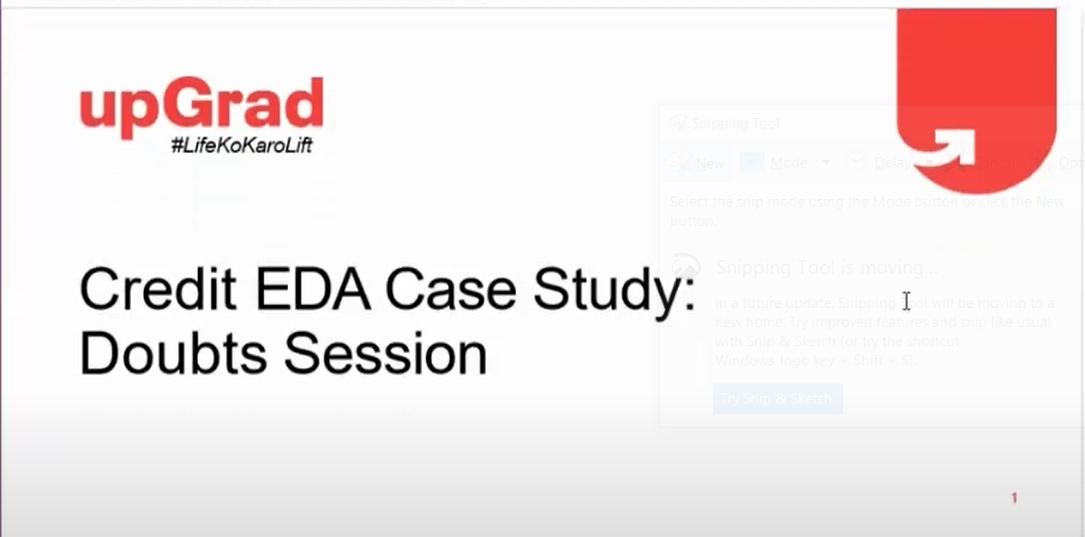 upGrad
#LifeKoKaroLift
Credit EDA Case Study:
Doubts Session
Snipping Tool
New Mode Delay
Select the snip mode using the Mode button or click the New
button.
Snipping Tool is moving...
In a future update, Snipping Tool will be moving to a
new home. Try improved features and snip like usual
with Snip & Sketch (or try the shortcut
Windows logo key + Shift + S).
Try Snip & Sketch
1